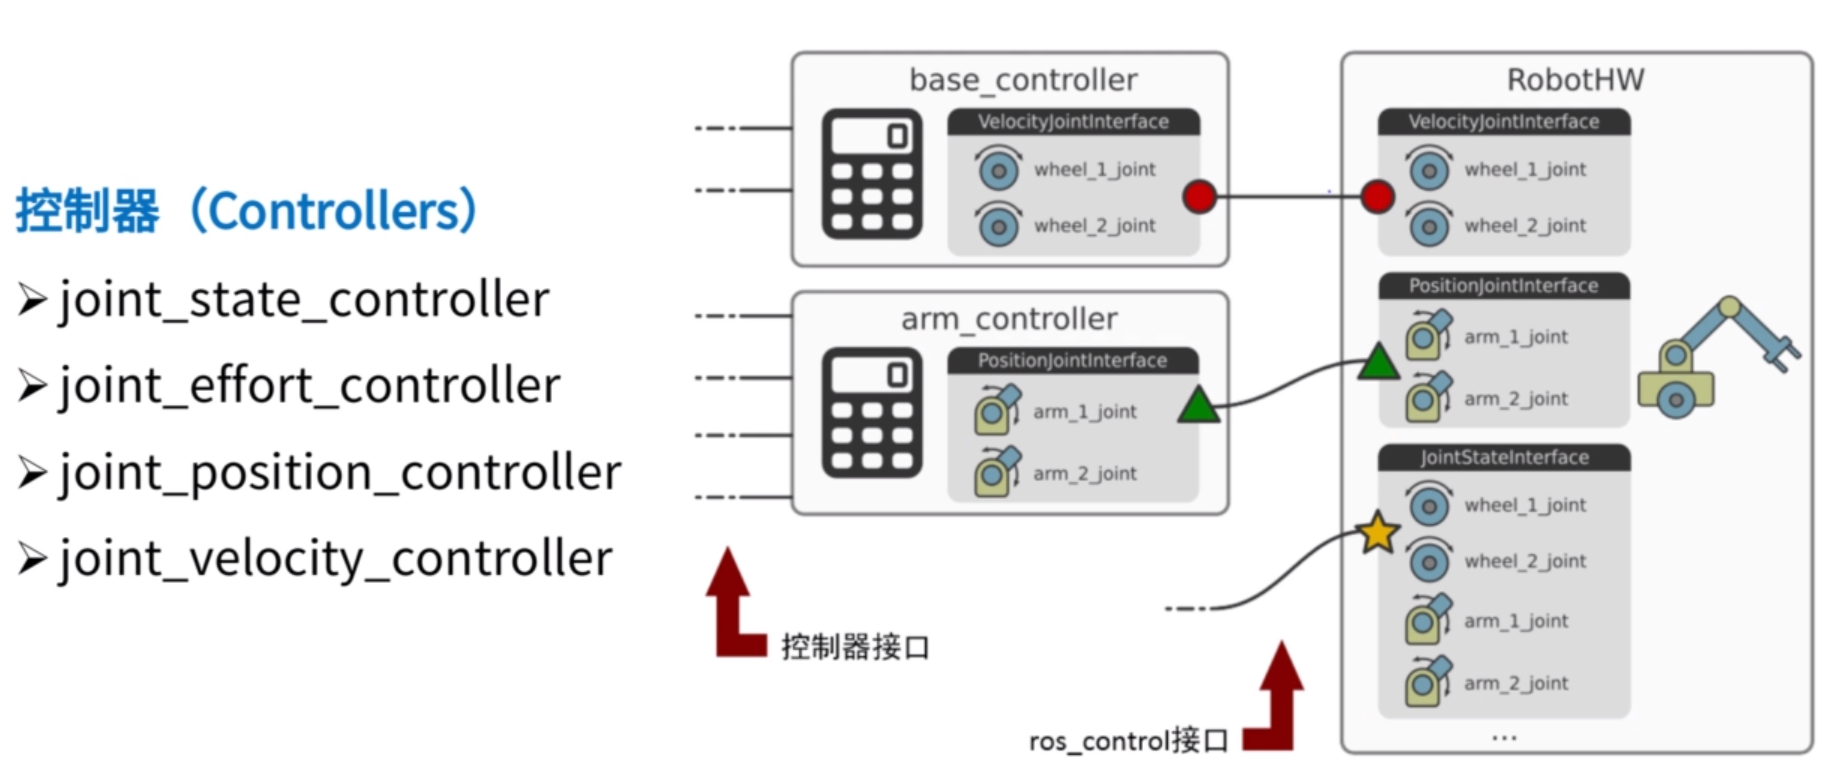 控制器（Controllers）
➢ joint_state_controller
➢ joint_effort_controller
➢ joint_position_controller
➢ joint_velocity_controller
base_controller
0
VelocityJointInterface
wheel_1_joint
wheel_2_joint
arm_controller
0
PositionJointInterface
arm_1_joint
arm_2_joint
控制器接口
ros_control接口
RobotHW
VelocityJointInterface
wheel_1_joint
wheel_2_joint
PositionJointInterface
arm_1_joint
arm_2_joint
JointStateInterface
wheel_1_joint
wheel_2_joint
arm_1_joint
arm_2_joint
...